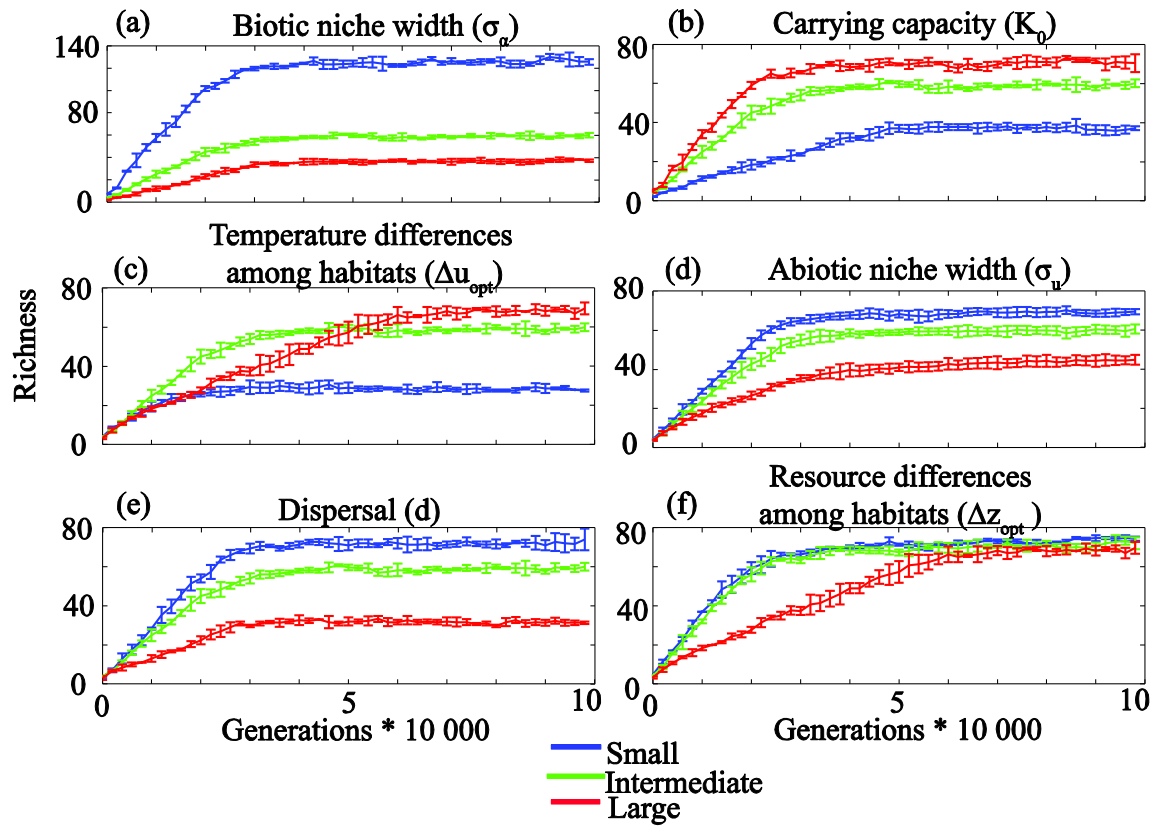 (a) Biotic niche width (σα)
140
80
40
0
(b) Carrying capacity (K0)
80
40
0
Temperature differences
(c) among habitats (Δuopt)
80
40
0
(d) Abiotic niche width (σu)
80
40
0
Richness
(e) Dispersal (d)
80
40
0
0 5 10
Generations * 10 000
Resource differences
(f) among habitats (Δzopt )
80
40
0
0 5 10
Generations * 10 000
Small
Intermediate
Large